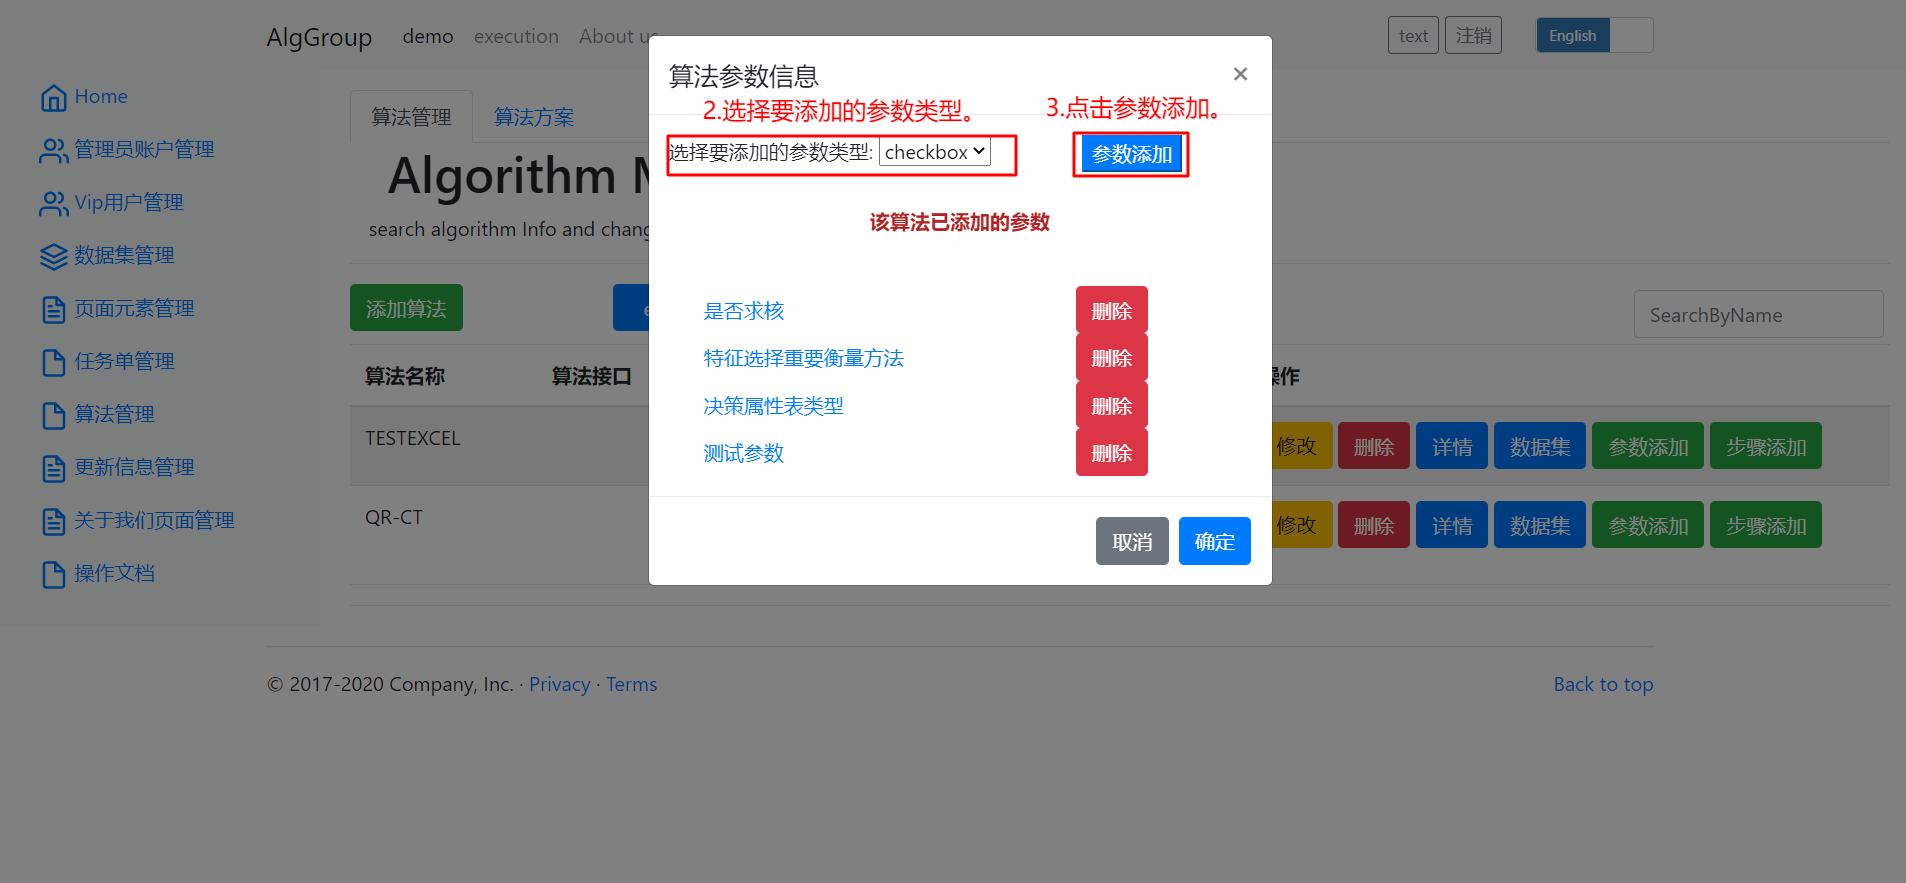 AlgGroup demo execution About us text 注销 English
Home
管理员账户管理
Vip用户管理
数据集管理
页面元素管理
任务单管理
算法管理
更新信息管理
关于我们页面管理
操作文档
算法管理 算法方案
Algorithm
search algorithm Info and chang
添加算法
SearchByName
算法名称 算法接口 操作
TESTEXCEL 修改 删除 详情 数据集 参数添加 步骤添加
QR-CT 修改 删除 详情 数据集 参数添加 步骤添加
算法参数信息 ×
2.选择要添加的参数类型。 3.点击参数添加。
选择要添加的参数类型: checkbox 参数添加
该算法已添加的参数
是否求核 删除
特征选择重要衡量方法 删除
决策属性表类型 删除
测试参数 删除
取消 确定
© 2017-2020 Company, Inc. · Privacy · Terms Back to top